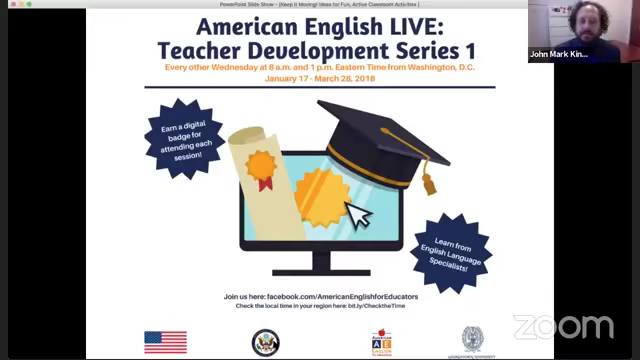 PowerPoint Slide Show - [Keep It Moving! Ideas for Fun, Active Classroom Activities ]
American English LIVE:
Teacher Development Series 1
Every other Wednesday at 8 a.m. and 1 p.m. Eastern Time from Washington, D.C.
January 17 - March 28, 2018
John Mark Kin...
Earn a digital
badge for
attending each
session!
Learn from
English Language
Specialists!
Join us here: facebook.com/AmericanEnglishforEducators
Check the local time in your region here: bit.ly/ChecktheTime
American
A E
English
zoom